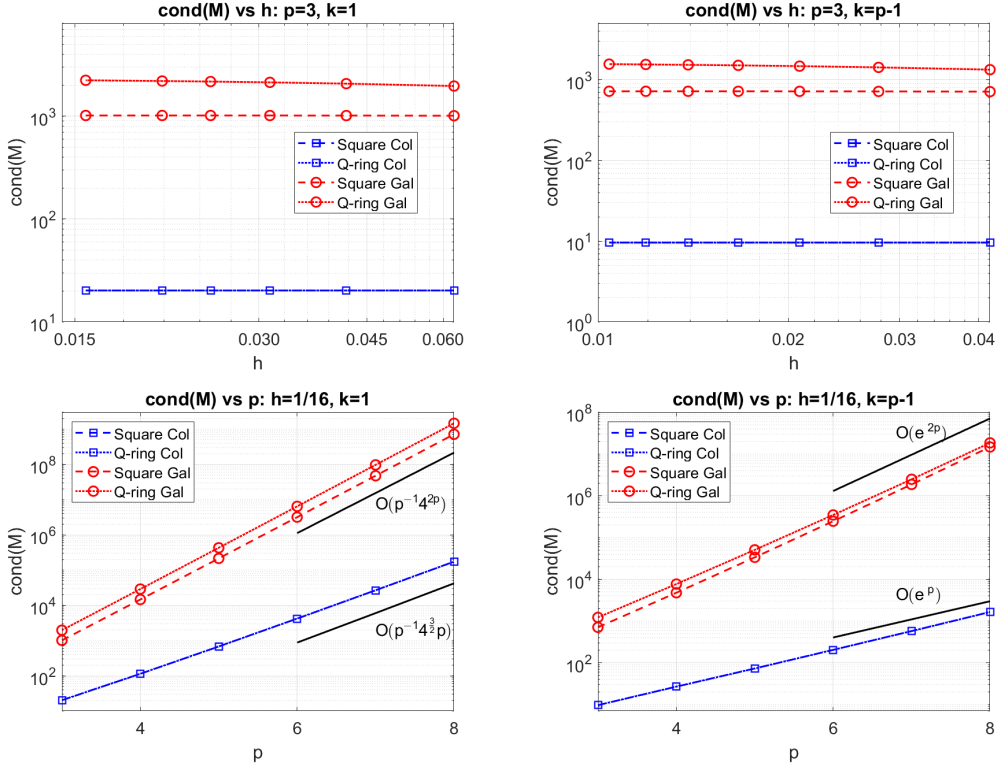 cond(M) vs h: p=3, k=1
cond(M)
10^3
10^2
10^1
0.015
0.030
0.045
0.060
h
Square Col
Q-ring Col
Square Gal
Q-ring Gal
cond(M) vs h: p=3, k=p-1
cond(M)
10^3
10^2
10^1
10^0
0.01
0.02
0.03
0.04
h
Square Col
Q-ring Col
Square Gal
Q-ring Gal
cond(M) vs p: h=1/16, k=1
cond(M)
10^8
10^6
10^4
10^2
4
6
8
p
Square Col
Q-ring Col
Square Gal
Q-ring Gal
O(p^{-1}4^{2p})
O(p^{-1}4^{\frac{3}{2}p})
cond(M) vs p: h=1/16, k=p-1
cond(M)
10^8
10^6
10^4
10^2
4
6
8
p
Square Col
Q-ring Col
Square Gal
Q-ring Gal
O(e^{2p})
O(e^p)